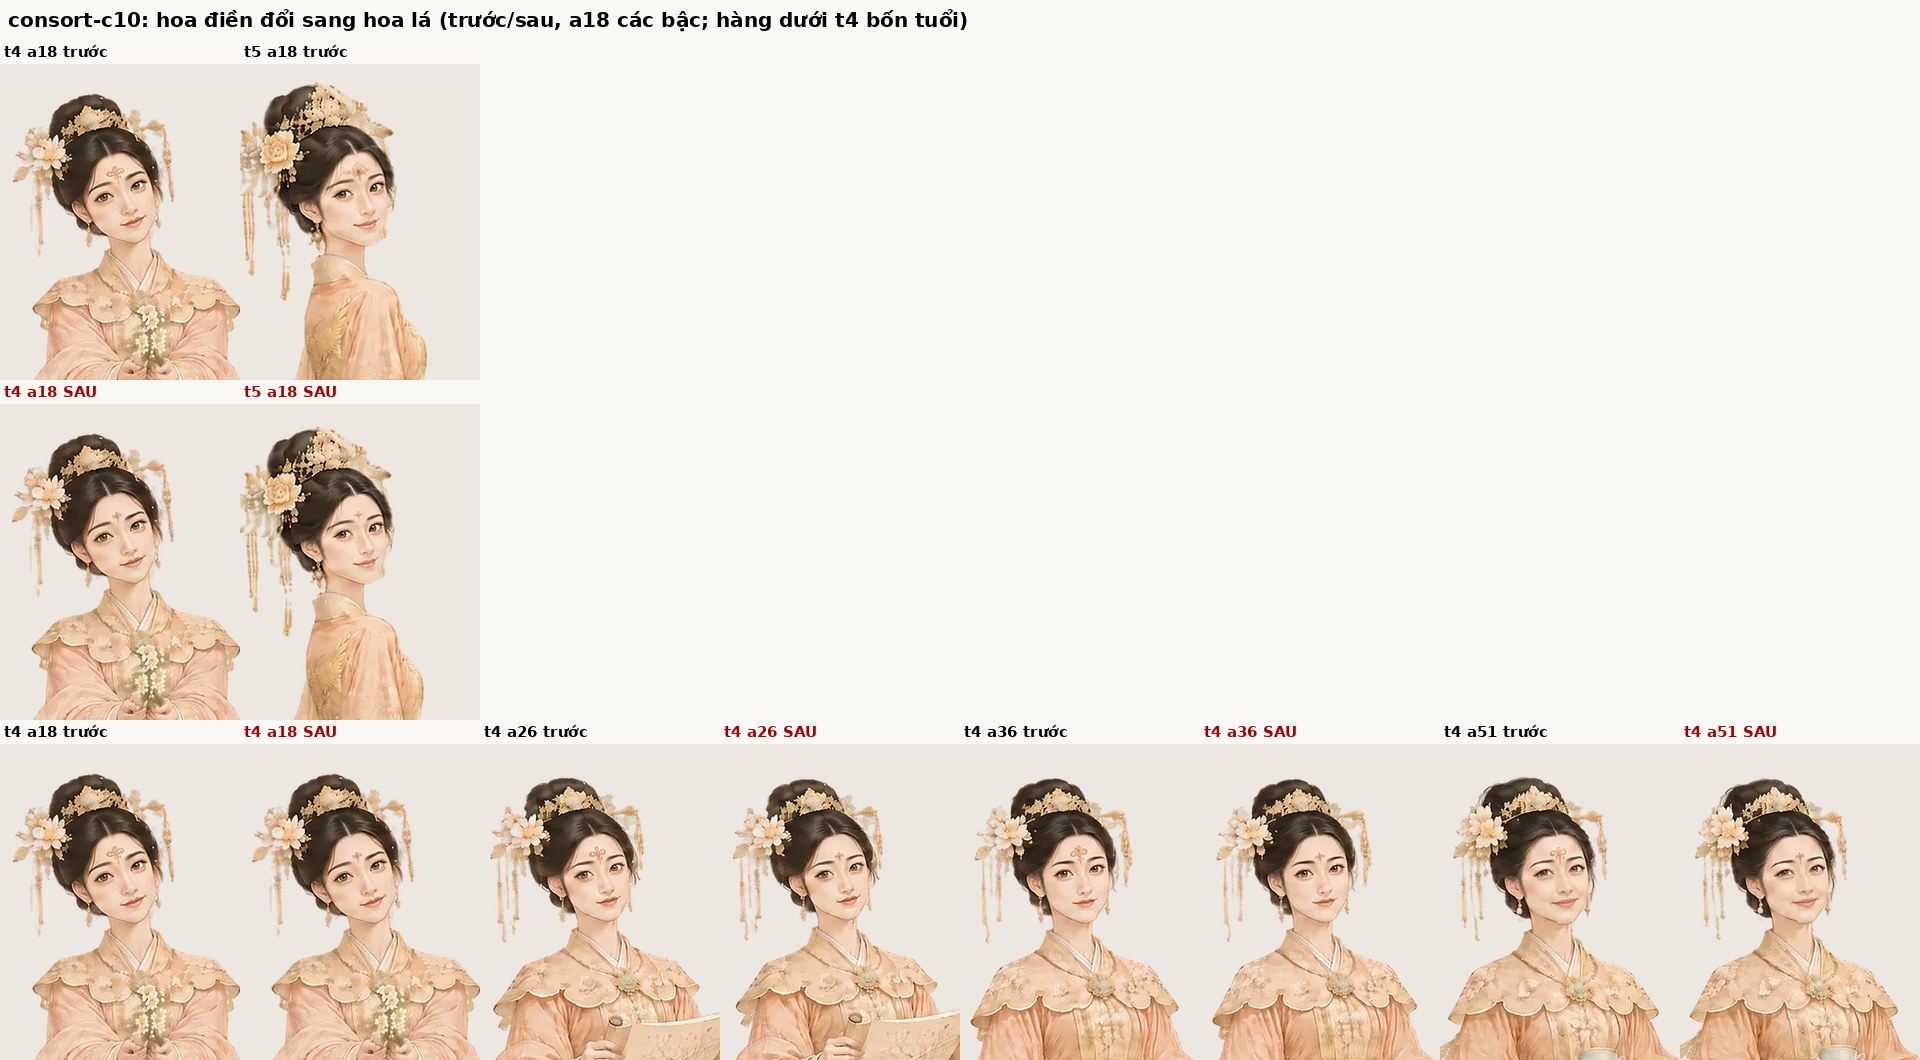 consort-c10: hoa điền đổi sang hoa lá (trước/sau, a18 các bậc; hàng dưới t4 bốn tuổi)
t4 a18 trước
t5 a18 trước
t4 a18 SAU
t5 a18 SAU
t4 a18 trước
t4 a18 SAU
t4 a26 trước
t4 a26 SAU
t4 a36 trước
t4 a36 SAU
t4 a51 trước
t4 a51 SAU